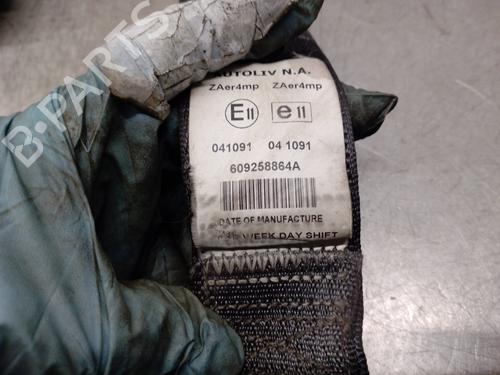 B-PARTS
AUTOLIV N.A.
ZAer4mp ZAer4mp
E11 e11
041091 04 1091
609258864A
DATE OF MANUFACTURE
WEEK DAY SHIFT